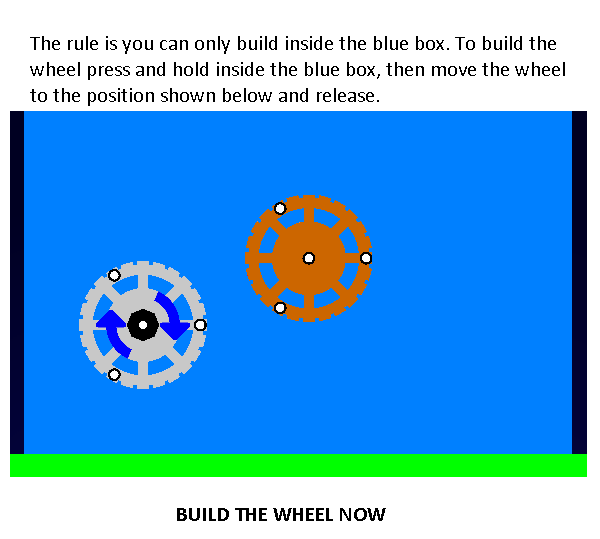 The rule is you can only build inside the blue box. To build the
wheel press and hold inside the blue box, then move the wheel
to the position shown below and release.
BUILD THE WHEEL NOW